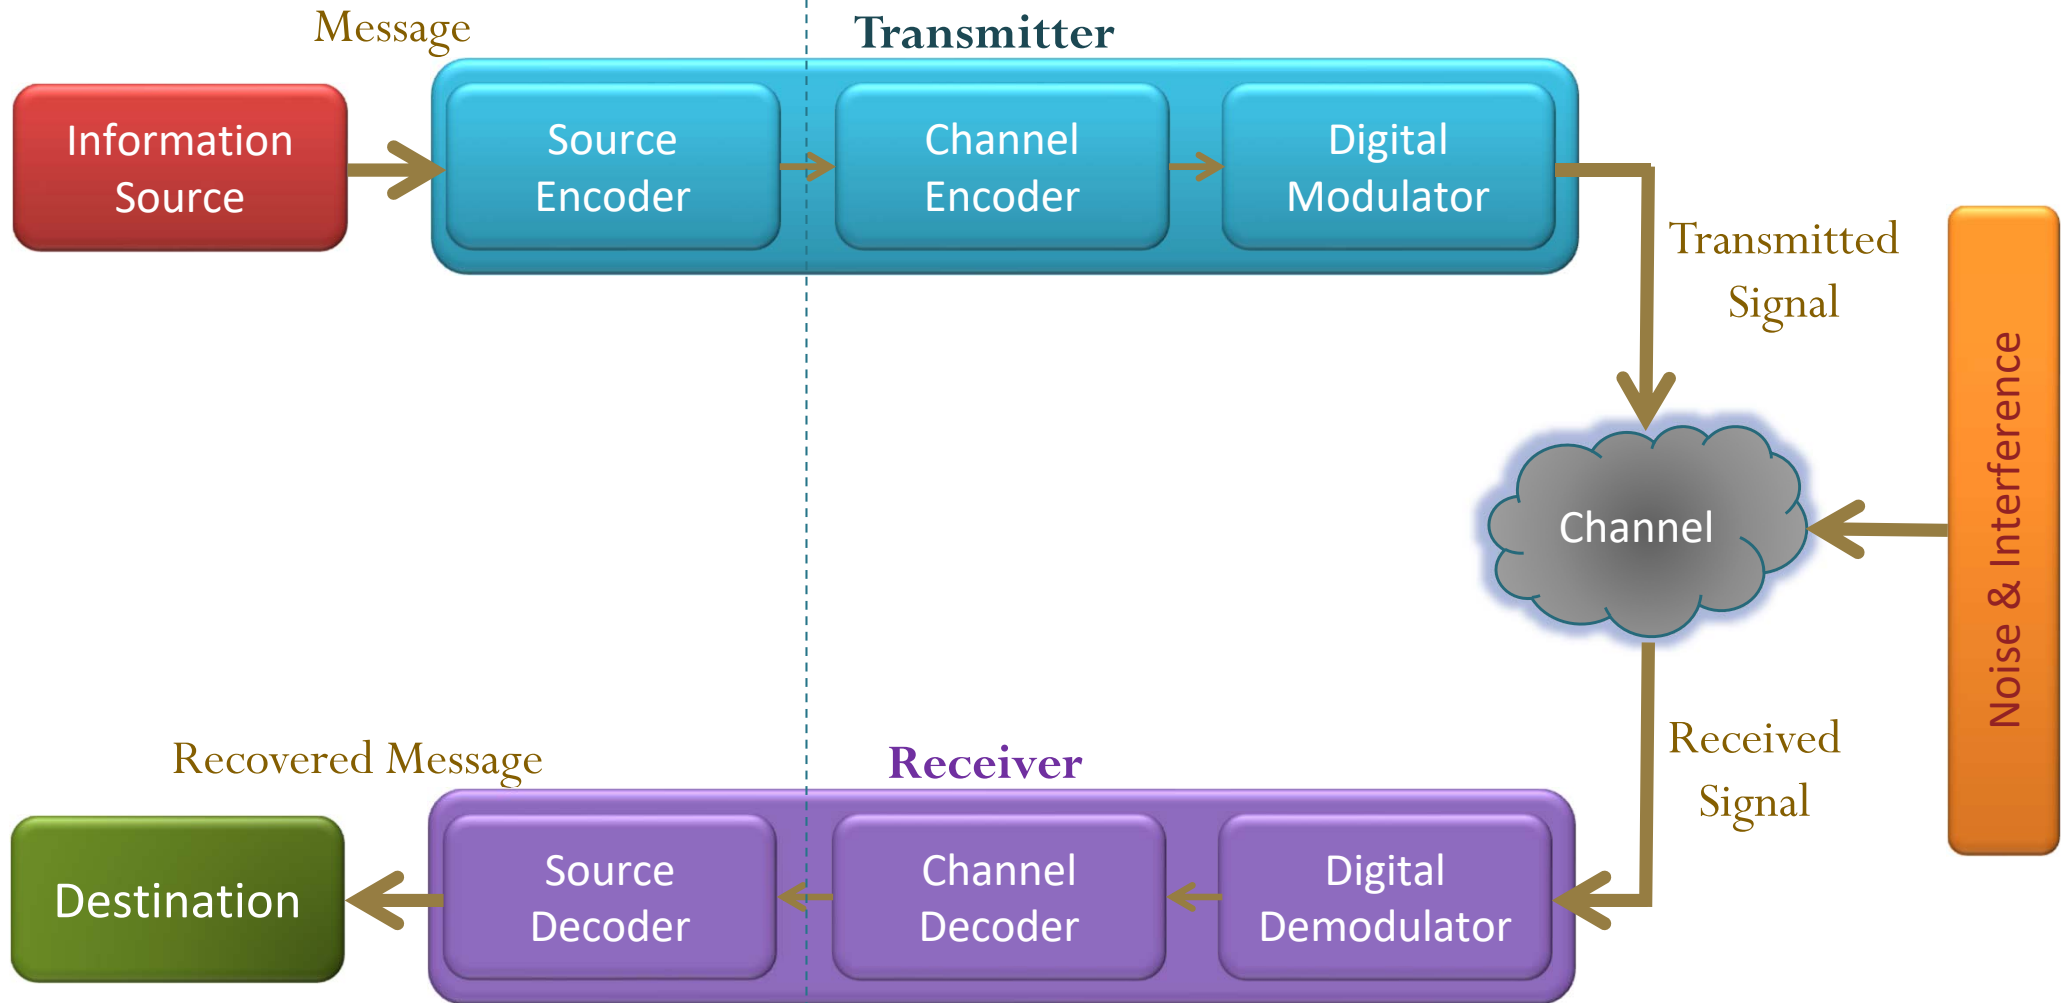 Message
Transmitter
Information
Source
Source
Encoder
Channel
Encoder
Digital
Modulator
Transmitted
Signal
Channel
Noise & Interference
Received
Signal
Recovered Message
Receiver
Destination
Source
Decoder
Channel
Decoder
Digital
Demodulator